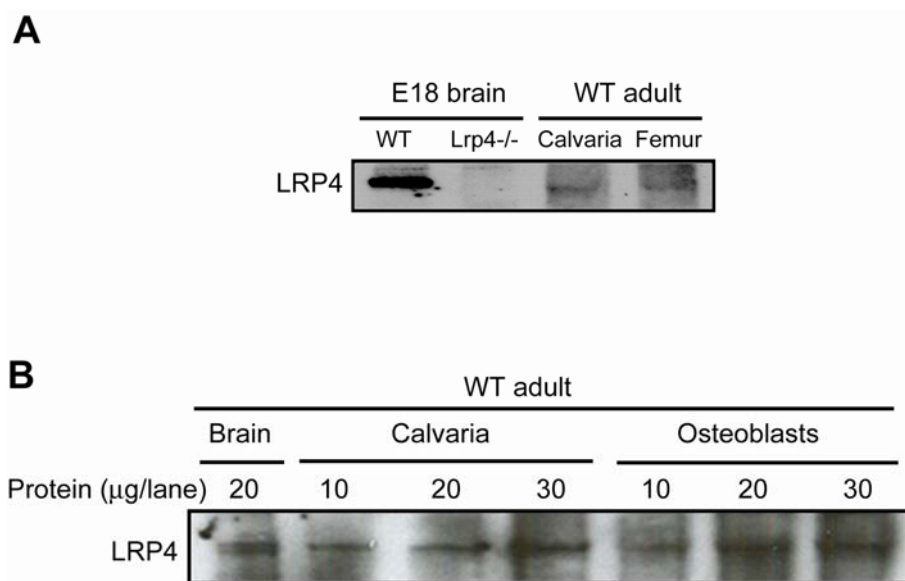 A
E18 brain WT adult
WT Lrp4-/- Calvaria Femur
LRP4
B
WT adult
Brain Calvaria Osteoblasts
Protein (μg/lane) 20 10 20 30 10 20 30
LRP4